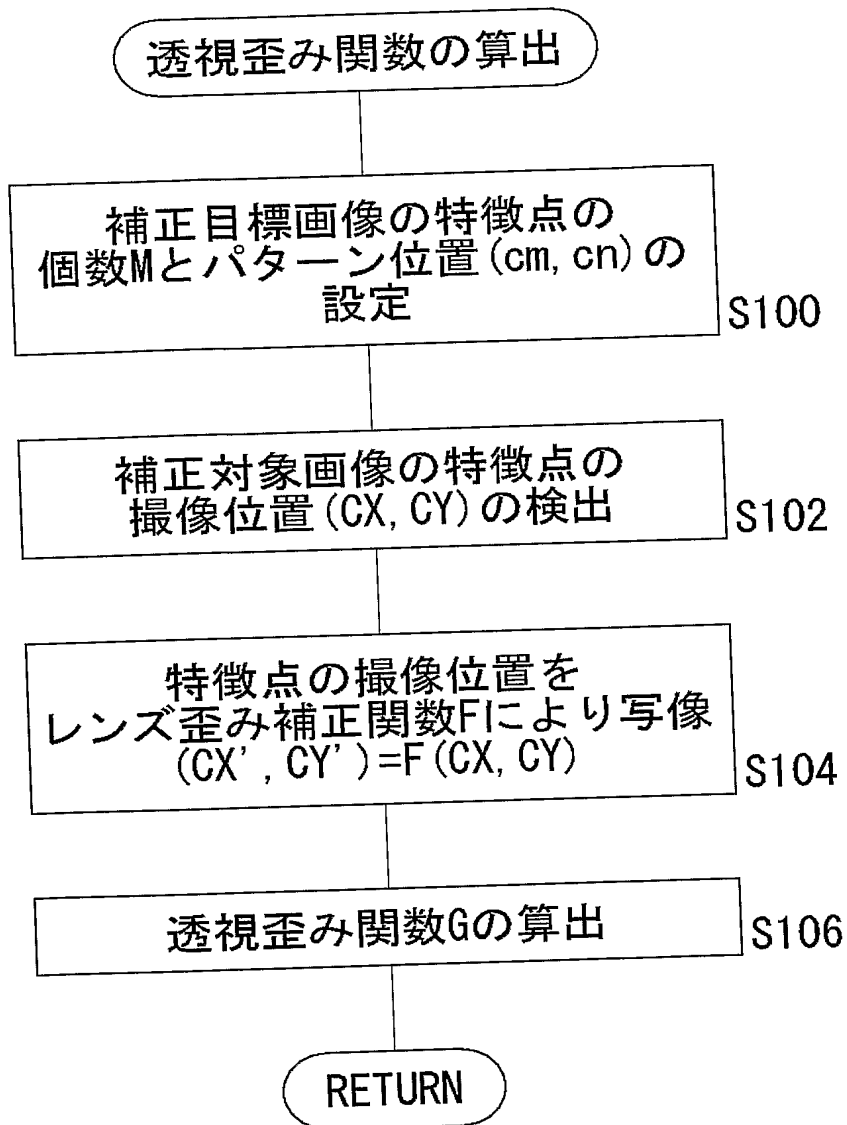 透視歪み関数の算出
補正目標画像の特徴点の
個数Mとパターン位置(cm,cn)の
設定
S100
補正対象画像の特徴点の
撮像位置(CX,CY)の検出
S102
特徴点の撮像位置を
レンズ歪み補正関数Fにより写像
(CX',CY')=F(CX,CY)
S104
透視歪み関数Gの算出
S106
RETURN